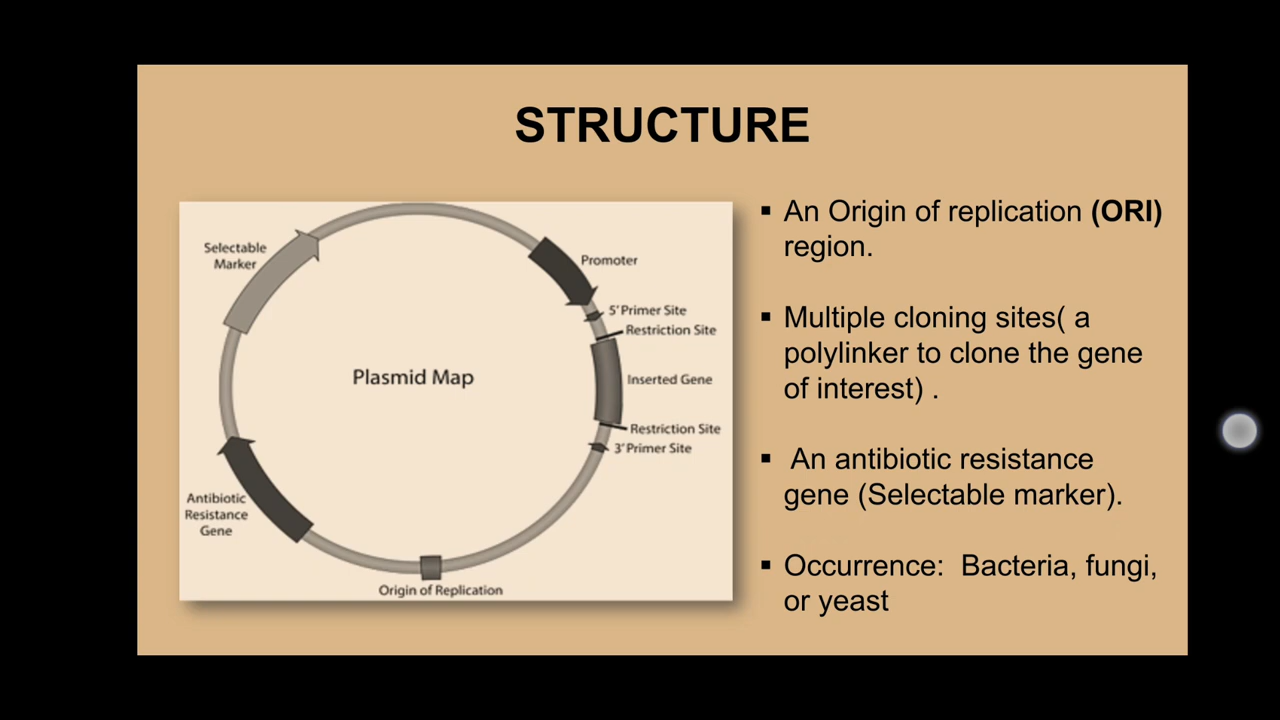 STRUCTURE
Selectable
Marker
Promoter
5' Primer Site
Restriction Site
Plasmid Map
Inserted Gene
Restriction Site
3' Primer Site
Antibiotic
Resistance
Gene
Origin of Replication
▪ An Origin of replication (ORI)
region.
▪ Multiple cloning sites( a
polylinker to clone the gene
of interest) .
▪ An antibiotic resistance
gene (Selectable marker).
▪ Occurrence:  Bacteria, fungi,
or yeast